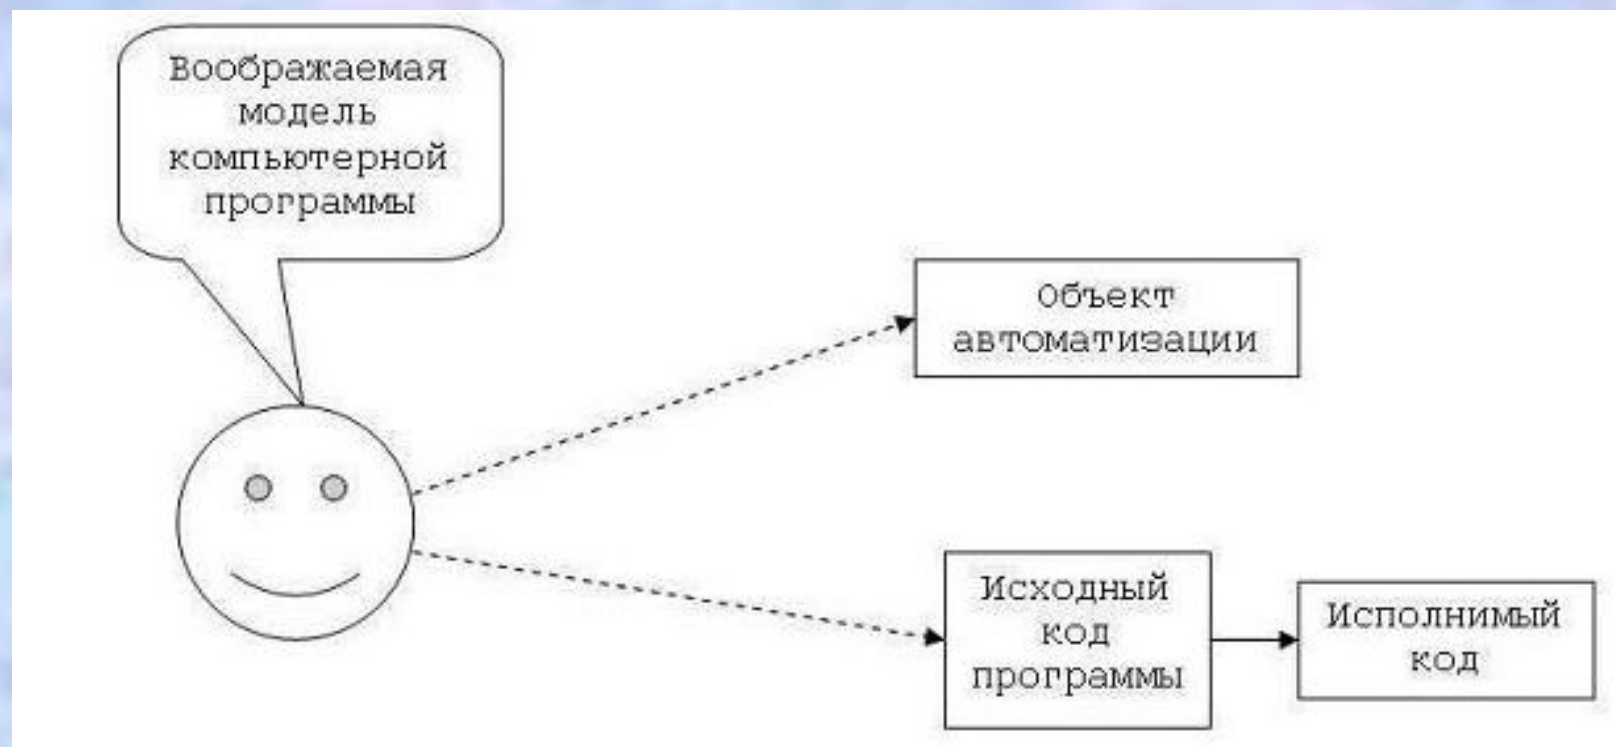 Воображаемая
модель
компьютерной
программы
Объект
автоматизации
Исходный
код
программы
Исполнимый
код